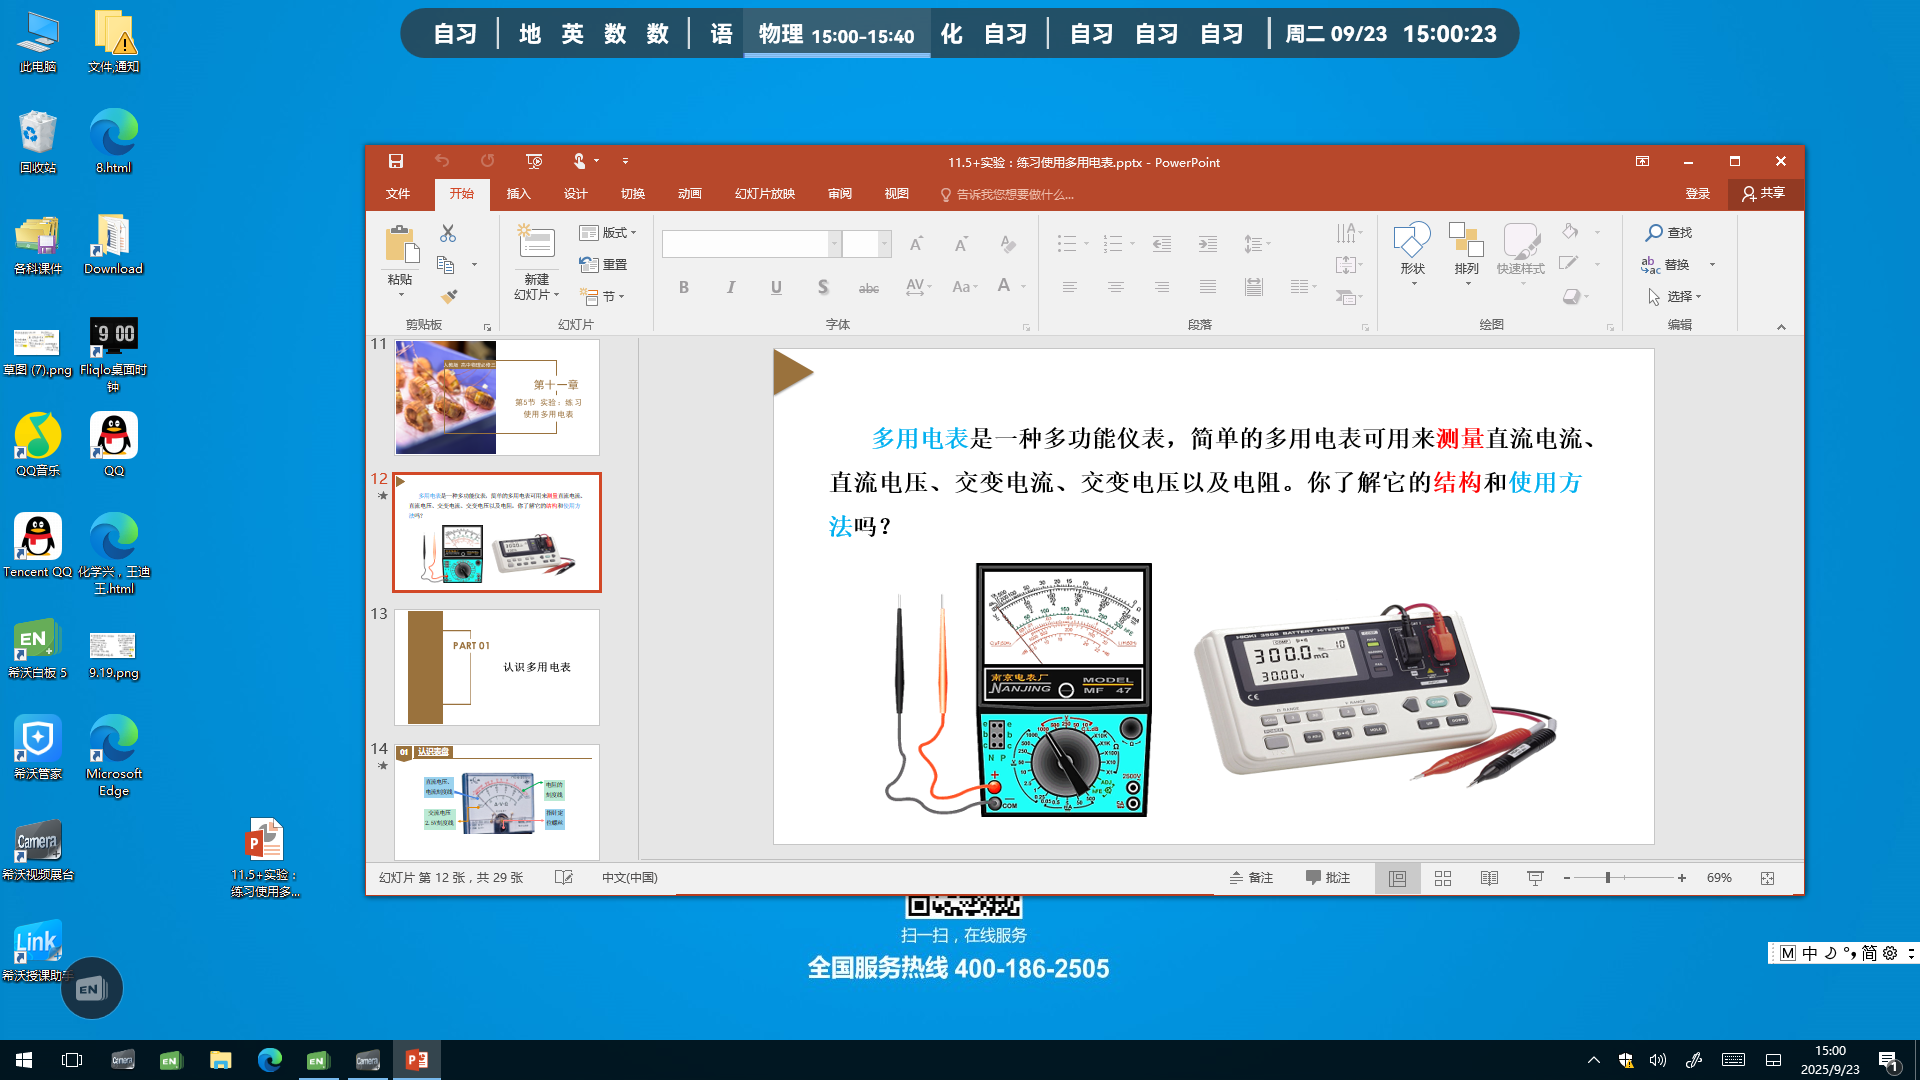 自习 地 英 数 数 语 物理 15:00-15:40 化 自习 自习 自习 自习 周二 09/23 15:00:23
此电脑
文件,通知
回收站
8.html
各科课件
Download
草图 (7).png
Fliqlo桌面时
钟
QQ音乐
QQ
Tencent QQ
化学兴，王迪
王.html
希沃白板 5
9.19.png
希沃管家
Microsoft
Edge
希沃视频展台
11.5+实验：
练习使用多...
希沃授课助手
11.5+实验：练习使用多用电表.pptx - PowerPoint
文件 开始 插入 设计 切换 动画 幻灯片放映 审阅 视图 告诉我您想要做什么... 登录 共享
粘贴
剪贴板
新建
幻灯片
版式
重置
节
幻灯片
字体
段落
形状
排列
快速样式
绘图
查找
替换
选择
编辑
11
第十一章
第5节 实验：练习
使用多用电表
12
13
PART 01
认识多用电表
14
01 认识表盘
多用电表是一种多功能仪表，简单的多用电表可用来测量直流电流、
直流电压、交变电流、交变电压以及电阻。你了解它的结构和使用方
法吗？
南京电表厂
NANJING
MODEL
MF 47
COM
2500V
HIOKI 3555 BATTERY HiTESTER
300.0 mΩ
30.00 V
幻灯片 第 12 张，共 29 张 中文(中国) 备注 批注 69%
扫一扫，在线服务
全国服务热线 400-186-2505
M 中 简
15:00
2025/9/23